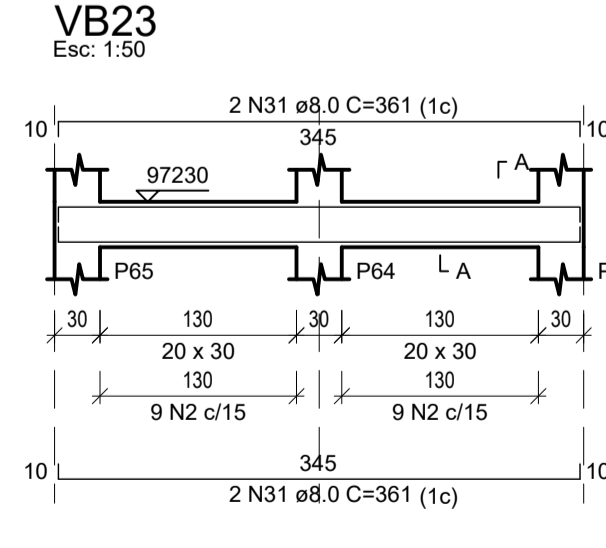 VB23
Esc: 1:50
2 N31 ø8.0 C=361 (1c)
10 345 10
A
97230
P65 P64 A P
30 130 30 130 30
20 x 30 20 x 30
130 130
9 N2 c/15 9 N2 c/15
10 345 10
2 N31 ø8.0 C=361 (1c)